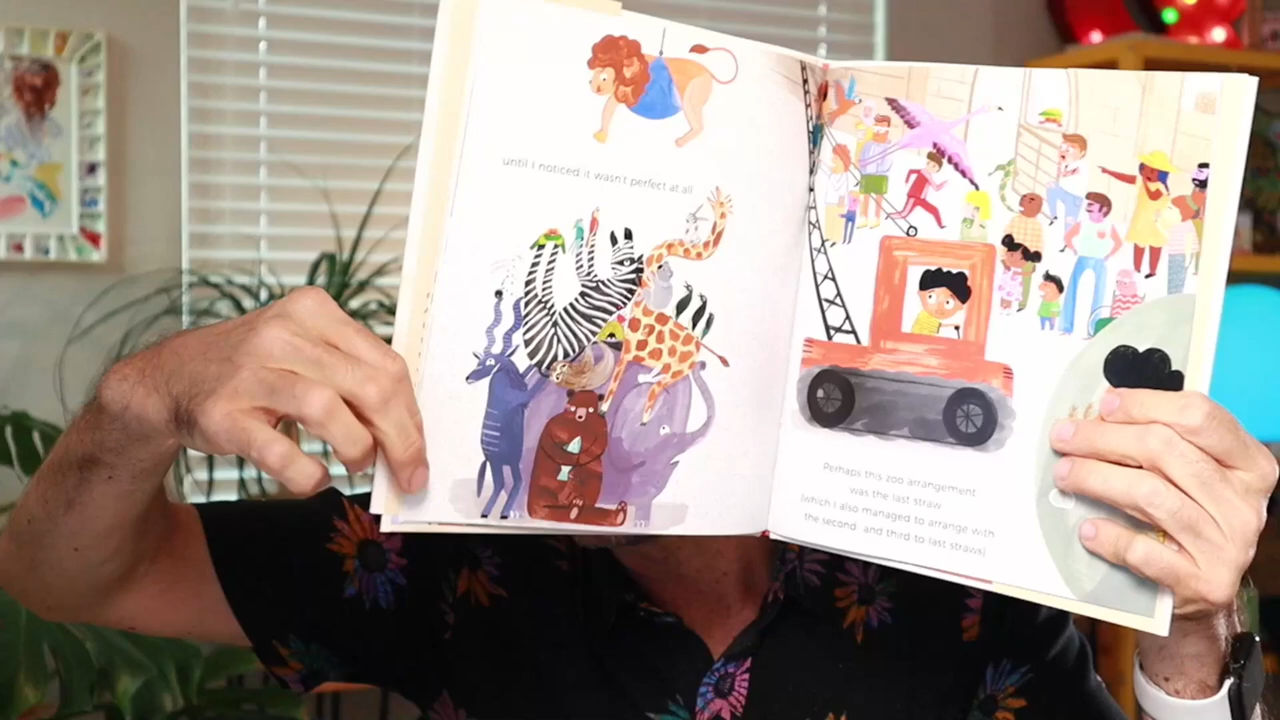 until I noticed it wasn't perfect at all
Perhaps this zoo arrangement
was the last straw
(which I also managed to arrange with
the second- and third-to-last straws)